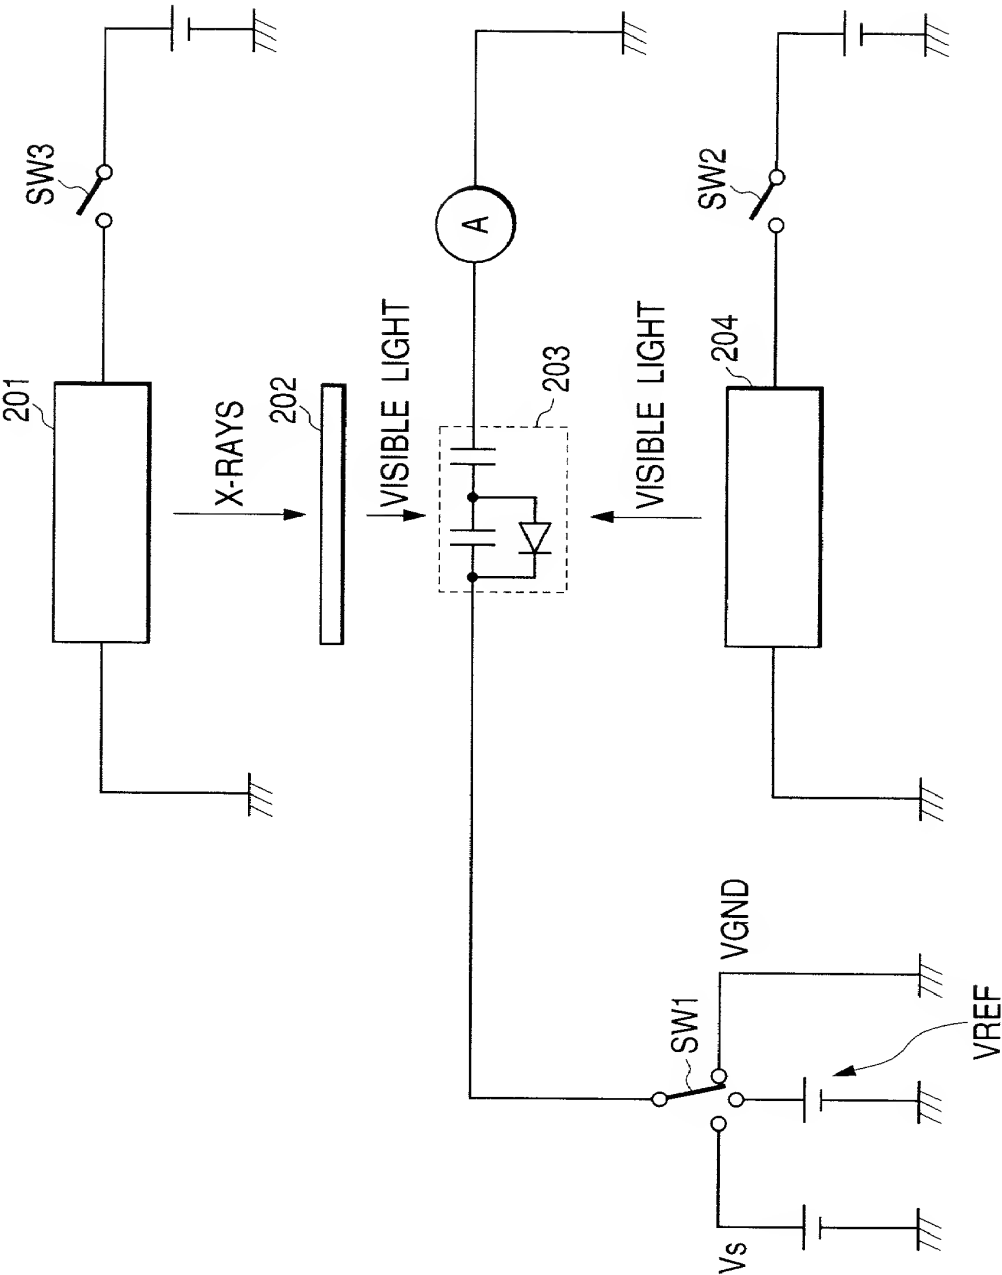 201
SW3
X-RAYS
202
VISIBLE LIGHT
A
203
VISIBLE LIGHT
204
SW2
SW1
VGND
VREF
Vs